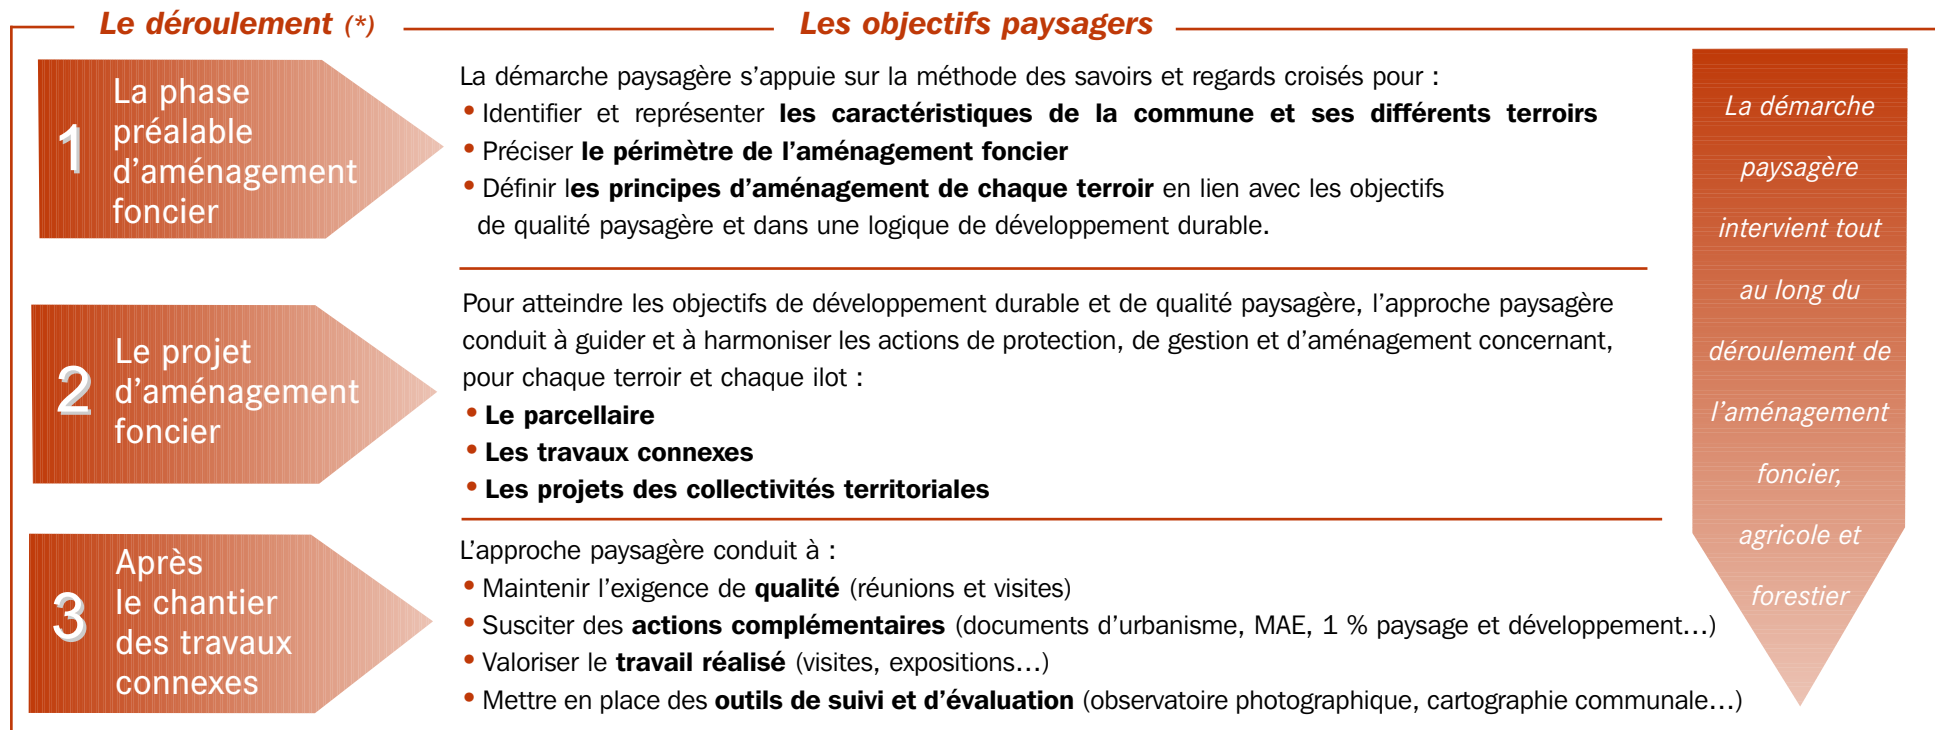 Le déroulement (*)
Les objectifs paysagers
1
La phase
préalable
d’aménagement
foncier
La démarche paysagère s’appuie sur la méthode des savoirs et regards croisés pour :
• Identifier et représenter les caractéristiques de la commune et ses différents terroirs
• Préciser le périmètre de l’aménagement foncier
• Définir les principes d’aménagement de chaque terroir en lien avec les objectifs
de qualité paysagère et dans une logique de développement durable.
2
Le projet
d’aménagement
foncier
Pour atteindre les objectifs de développement durable et de qualité paysagère, l’approche paysagère
conduit à guider et à harmoniser les actions de protection, de gestion et d’aménagement concernant,
pour chaque terroir et chaque ilot :
• Le parcellaire
• Les travaux connexes
• Les projets des collectivités territoriales
3
Après
le chantier
des travaux
connexes
L’approche paysagère conduit à :
• Maintenir l’exigence de qualité (réunions et visites)
• Susciter des actions complémentaires (documents d’urbanisme, MAE, 1 % paysage et développement…)
• Valoriser le travail réalisé (visites, expositions…)
• Mettre en place des outils de suivi et d’évaluation (observatoire photographique, cartographie communale…)
La démarche
paysagère
intervient tout
au long du
déroulement de
l’aménagement
foncier,
agricole et
forestier